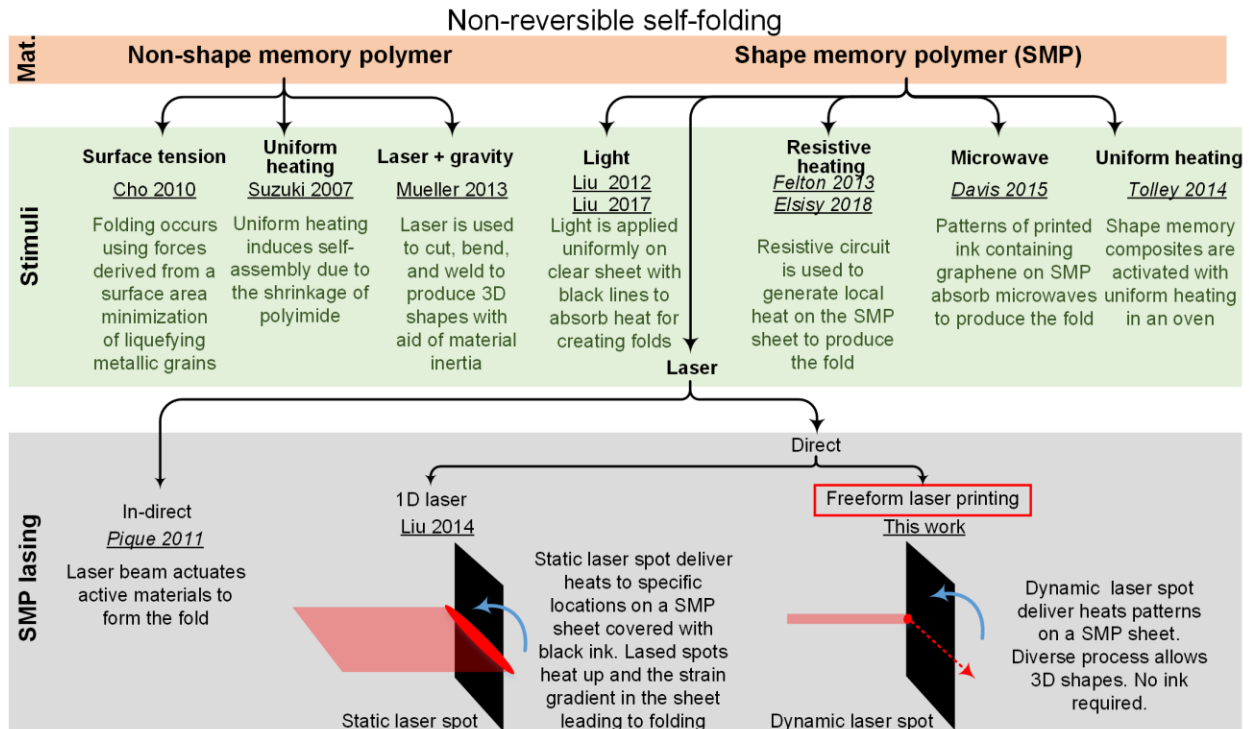 Non-reversible self-folding
Mat.
Non-shape memory polymer
Shape memory polymer (SMP)
Stimuli
Surface tension
Cho 2010
Folding occurs
using forces
derived from a
surface area
minimization
of liquefying
metallic grains
Uniform
heating
Suzuki 2007
Uniform heating
induces self-
assembly due to
the shrinkage of
polyimide
Laser + gravity
Mueller 2013
Laser is used
to cut, bend,
and weld to
produce 3D
shapes with
aid of material
inertia
Light
Liu 2012
Liu 2017
Light is applied
uniformly on
clear sheet with
black lines to
absorb heat for
creating folds
Laser
Resistive
heating
Felton 2013
Elsisy 2018
Resistive circuit
is used to
generate local
heat on the SMP
sheet to produce
the fold
Microwave
Davis 2015
Patterns of printed
ink containing
graphene on SMP
absorb microwaves
to produce the fold
Uniform heating
Tolley 2014
Shape memory
composites are
activated with
uniform heating
in an oven
SMP lasing
In-direct
Pique 2011
Laser beam actuates
active materials to
form the fold
Direct
1D laser
Liu 2014
Static laser spot deliver
heats to specific
locations on a SMP
sheet covered with
black ink. Lased spots
heat up and the strain
gradient in the sheet
leading to folding
Static laser spot
Freeform laser printing
This work
Dynamic laser spot
deliver heats patterns
on a SMP sheet.
Diverse process allows
3D shapes. No ink
required.
Dynamic laser spot